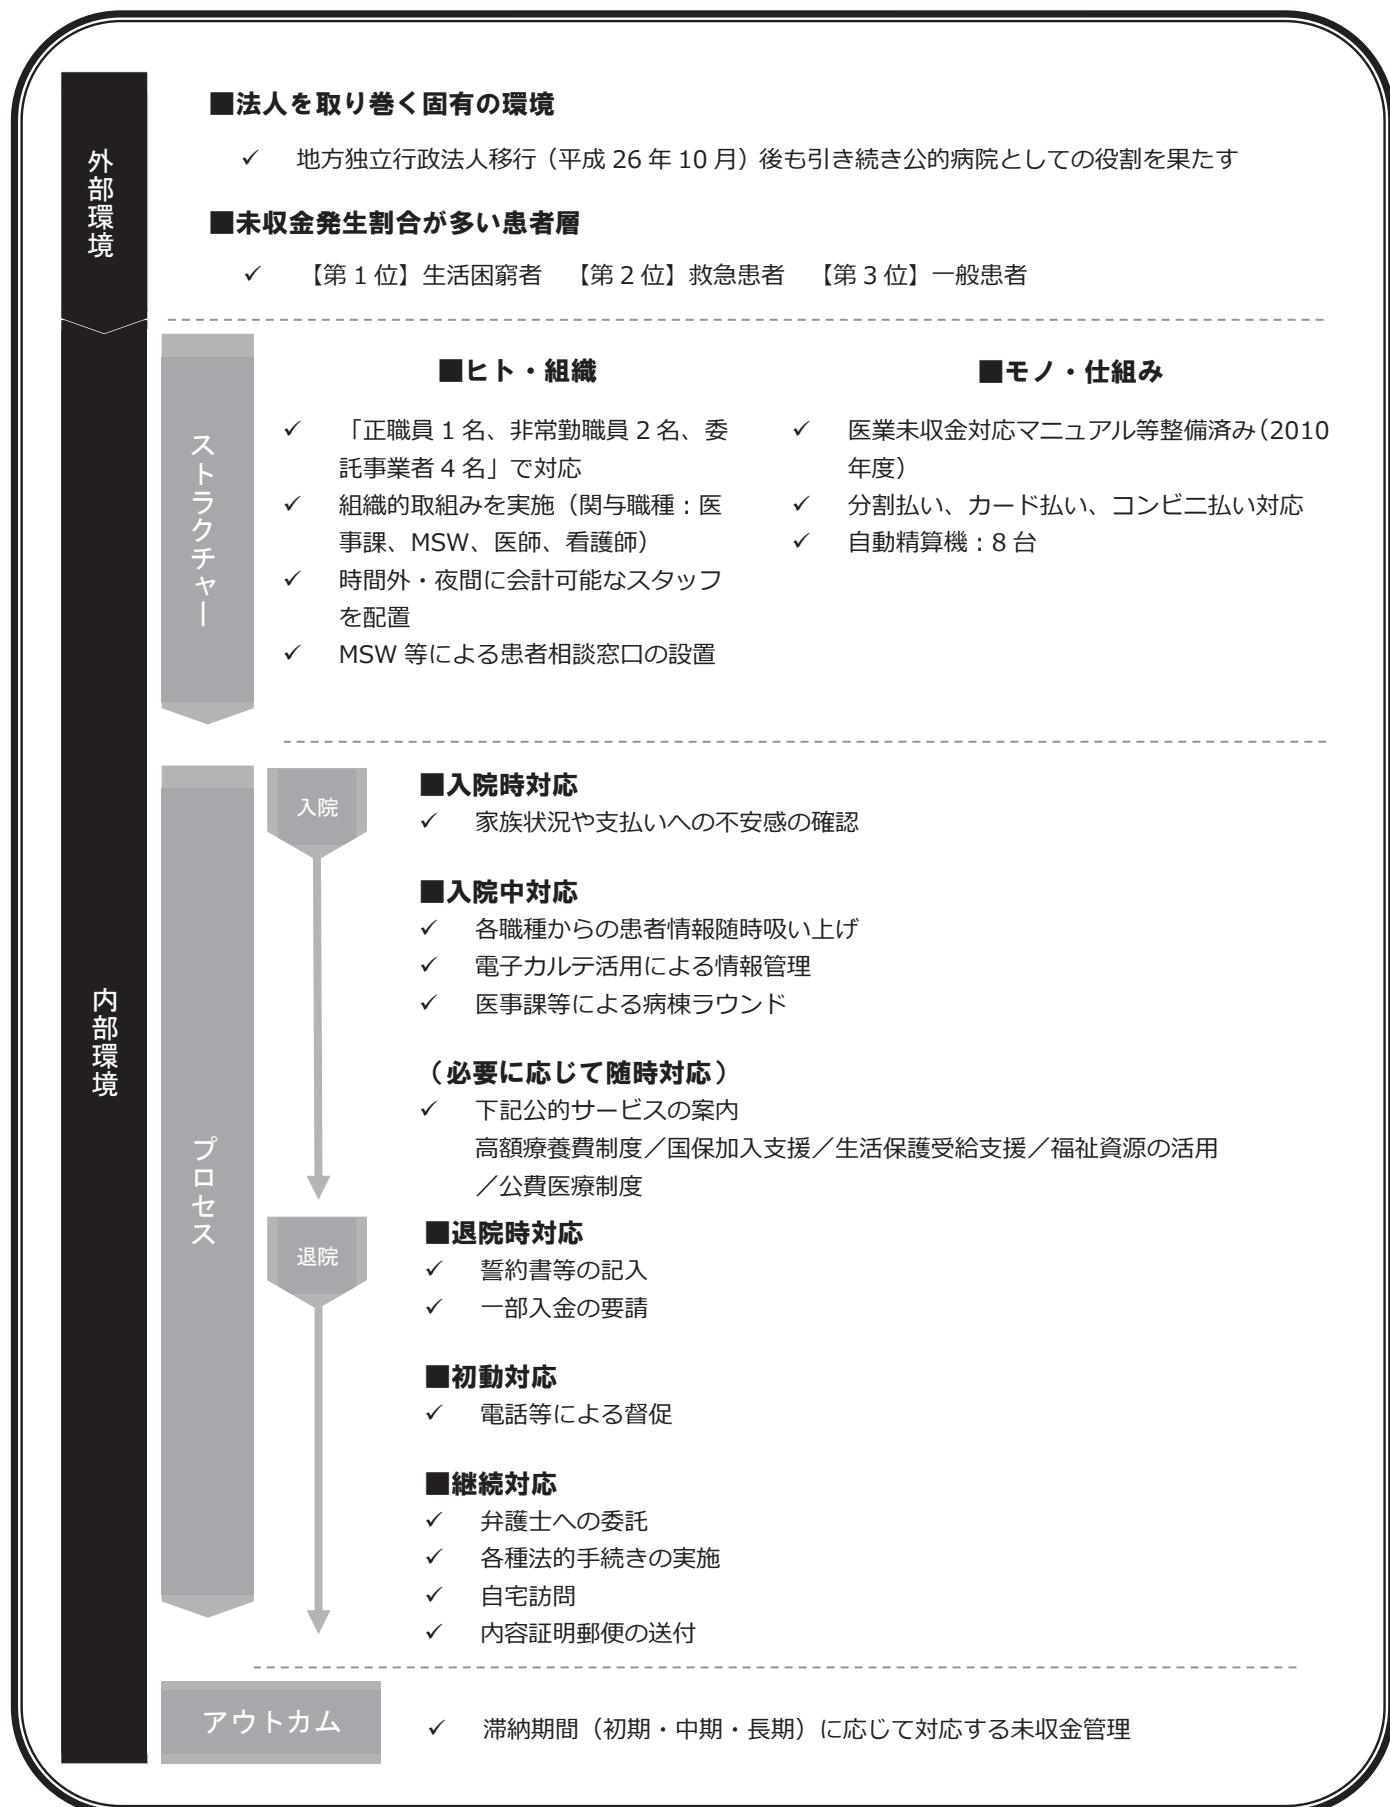 外部環境
■法人を取り巻く固有の環境
✓ 地方独立行政法人移行（平成 26 年 10 月）後も引き続き公的病院としての役割を果たす
■未収金発生割合が多い患者層
✓ 【第 1 位】生活困窮者 【第 2 位】救急患者 【第 3 位】一般患者
内部環境
ストラクチャー
■ヒト・組織
✓ 「正職員 1 名、非常勤職員 2 名、委
託事業者 4 名」で対応
✓ 組織的取組みを実施（関与職種：医
事課、MSW、医師、看護師）
✓ 時間外・夜間に会計可能なスタッフ
を配置
✓ MSW 等による患者相談窓口の設置
■モノ・仕組み
✓ 医業未収金対応マニュアル等整備済み（2010
年度）
✓ 分割払い、カード払い、コンビニ払い対応
✓ 自動精算機：8 台
プロセス
入院
■入院時対応
✓ 家族状況や支払いへの不安感の確認
■入院中対応
✓ 各職種からの患者情報随時吸い上げ
✓ 電子カルテ活用による情報管理
✓ 医事課等による病棟ラウンド
（必要に応じて随時対応）
✓ 下記公的サービスの案内
高額療養費制度／国保加入支援／生活保護受給支援／福祉資源の活用
／公費医療制度
退院
■退院時対応
✓ 誓約書等の記入
✓ 一部入金の要請
■初動対応
✓ 電話等による督促
■継続対応
✓ 弁護士への委託
✓ 各種法的手続きの実施
✓ 自宅訪問
✓ 内容証明郵便の送付
アウトカム
✓ 滞納期間（初期・中期・長期）に応じて対応する未収金管理